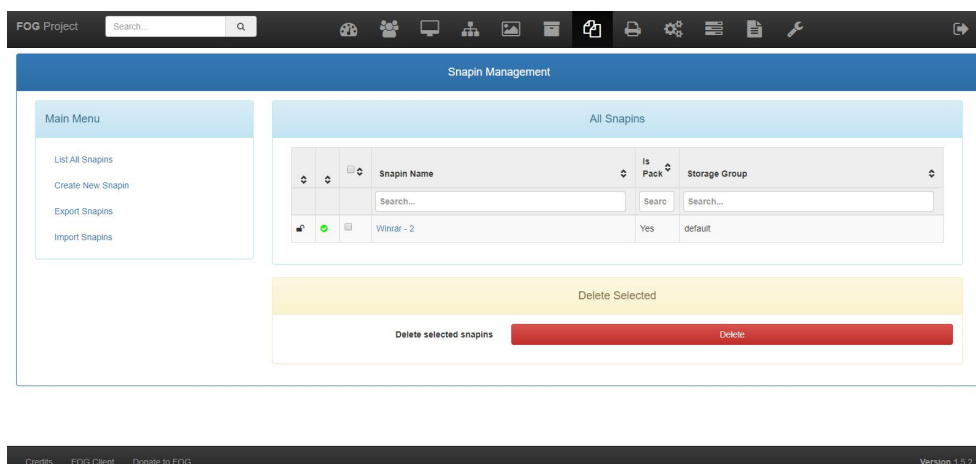 FOG Project
Search...
Snapin Management
Main Menu
List All Snapins
Create New Snapin
Export Snapins
Import Snapins
All Snapins
Snapin Name
Is Pack
Storage Group
Search...
Searc
Search...
Winrar - 2
Yes
default
Delete Selected
Delete selected snapins
Delete
Credits
FOG Client
Donate to FOG
Version 1.5.2